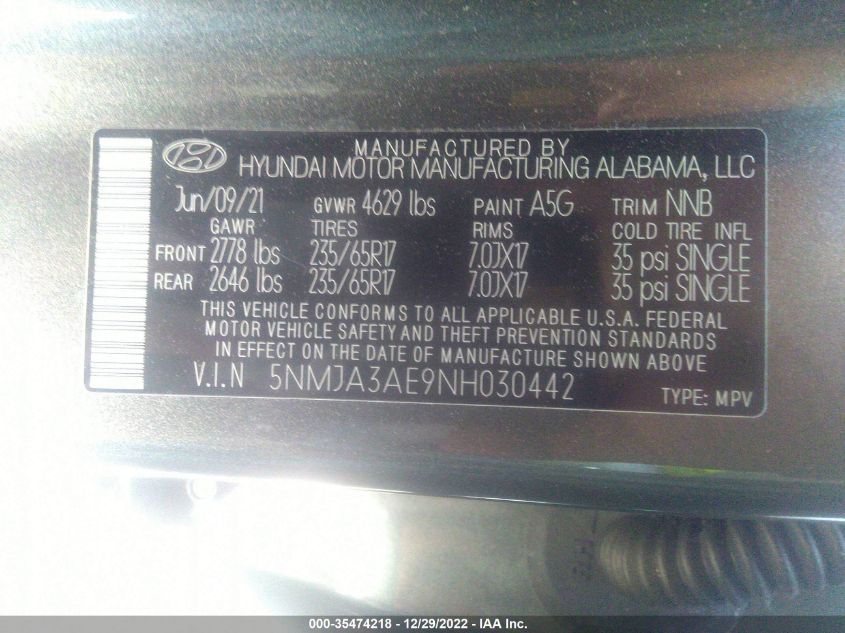 MANUFACTURED BY
HYUNDAI MOTOR MANUFACTURING ALABAMA, LLC
Jun/09/21 GVWR 4629 lbs PAINT A5G TRIM NNB
GAWR TIRES RIMS COLD TIRE INFL
FRONT 2778 lbs 235/65R17 7.0JX17 35 psi SINGLE
REAR 2646 lbs 235/65R17 7.0JX17 35 psi SINGLE
THIS VEHICLE CONFORMS TO ALL APPLICABLE U.S.A. FEDERAL
MOTOR VEHICLE SAFETY AND THEFT PREVENTION STANDARDS
IN EFFECT ON THE DATE OF MANUFACTURE SHOWN ABOVE
V.I.N 5NMJA3AE9NH030442 TYPE: MPV
000-35474218 - 12/29/2022 - IAA Inc.